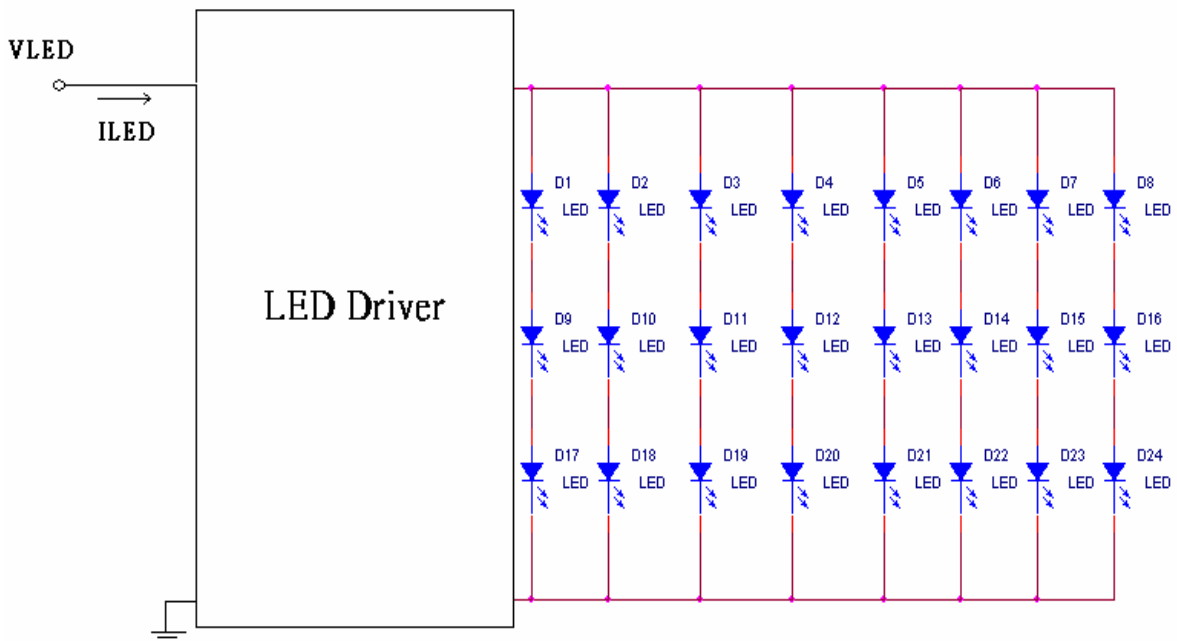 VLED
ILED
LED Driver
D1 D2 D3 D4 D5 D6 D7 D8
LED LED LED LED LED LED LED LED
D9 D10 D11 D12 D13 D14 D15 D16
LED LED LED LED LED LED LED LED
D17 D18 D19 D20 D21 D22 D23 D24
LED LED LED LED LED LED LED LED